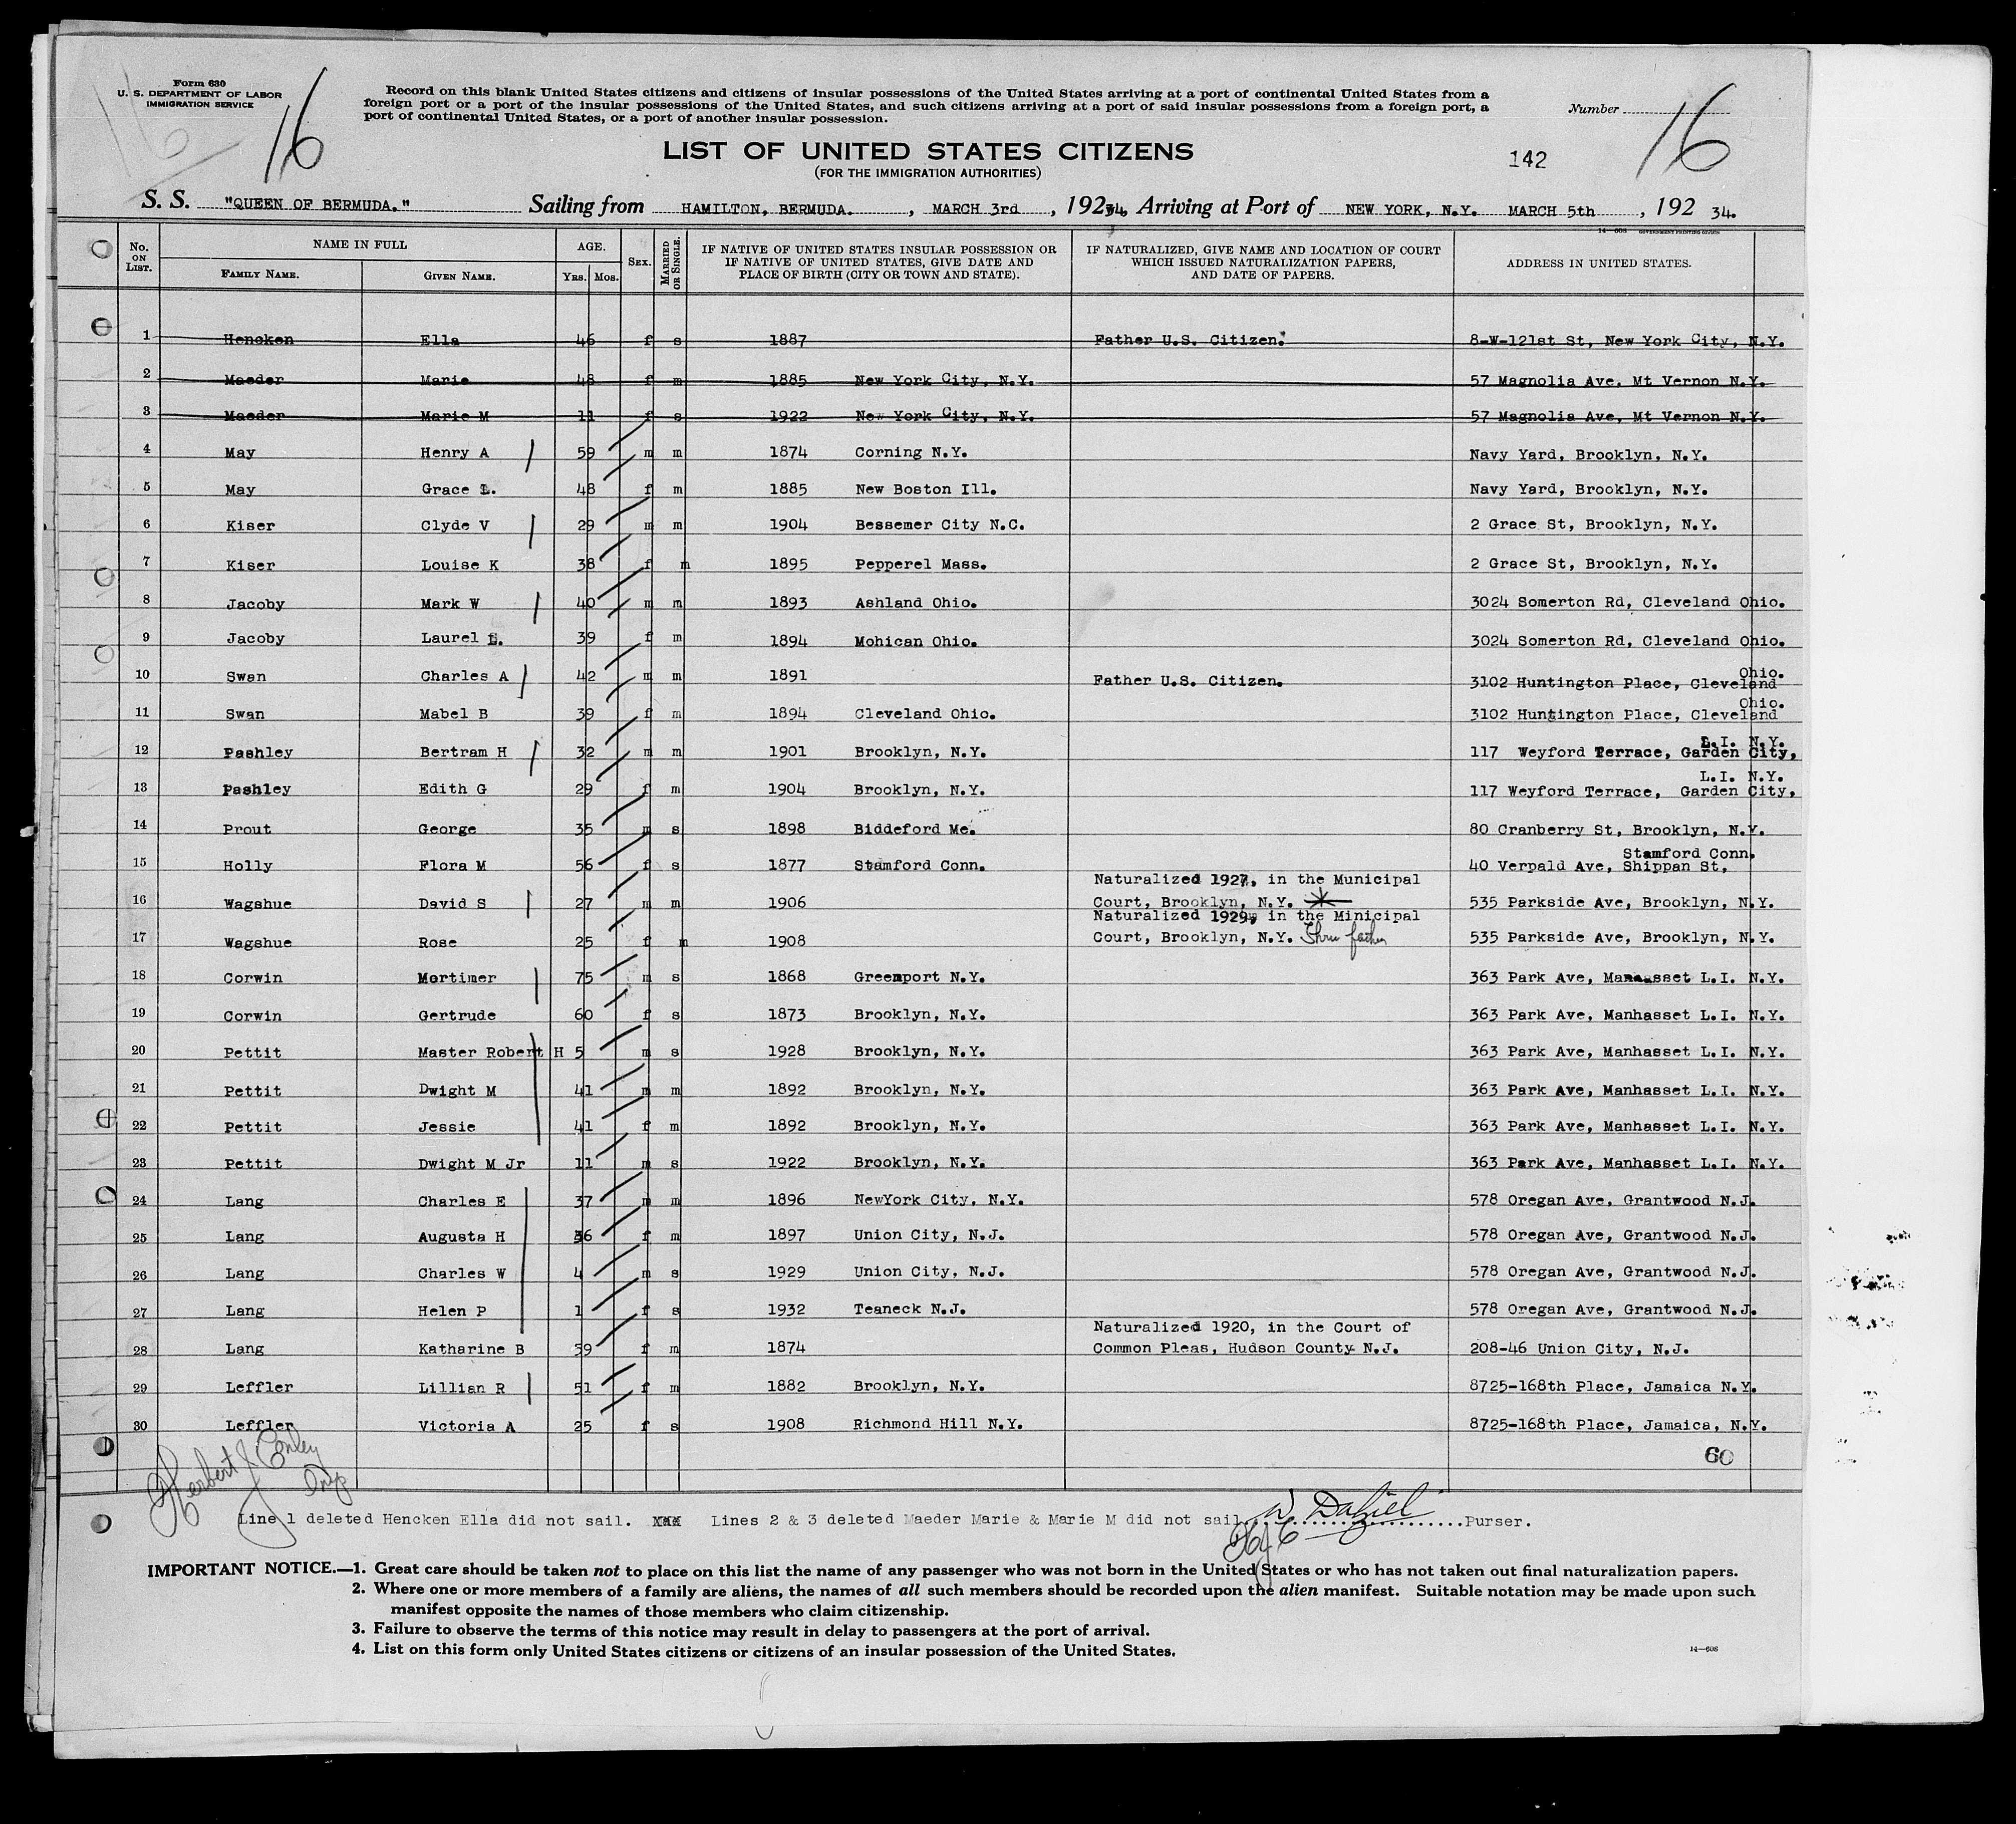 Form 630
U. S. DEPARTMENT OF LABOR
IMMIGRATION SERVICE
16
16
Record on this blank United States citizens and citizens of insular possessions of the United States arriving at a port of continental United States from a
foreign port or a port of the insular possessions of the United States, and such citizens arriving at a port of said insular possessions from a foreign port, a
port of continental United States, or a port of another insular possession.
Number
16
LIST OF UNITED STATES CITIZENS
(FOR THE IMMIGRATION AUTHORITIES)
142
S. S. "QUEEN OF BERMUDA." Sailing from HAMILTON, BERMUDA. , MARCH 3rd , 19234, Arriving at Port of NEW YORK, N.Y. MARCH 5th , 192 34.
14—608 GOVERNMENT PRINTING OFFICE
No. ON LIST. NAME IN FULL AGE. SEX. MARRIED OR SINGLE. IF NATIVE OF UNITED STATES INSULAR POSSESSION OR IF NATIVE OF UNITED STATES, GIVE DATE AND PLACE OF BIRTH (CITY OR TOWN AND STATE). IF NATURALIZED, GIVE NAME AND LOCATION OF COURT WHICH ISSUED NATURALIZATION PAPERS, AND DATE OF PAPERS. ADDRESS IN UNITED STATES.
FAMILY NAME. GIVEN NAME. YRS. MOS.
1 Hencken Ella 46 f s 1887 Father U.S. Citizen. 8-W-121st St, New York City, N.Y.
2 Maeder Marie 48 f m 1885 New York City, N.Y. 57 Magnolia Ave, Mt Vernon N.Y.
3 Maeder Marie M 11 f s 1922 New York City, N.Y. 57 Magnolia Ave, Mt Vernon N.Y.
4 May Henry A 59 m m 1874 Corning N.Y. Navy Yard, Brooklyn, N.Y.
5 May Grace L. 48 f m 1885 New Boston Ill. Navy Yard, Brooklyn, N.Y.
6 Kiser Clyde V 29 m m 1904 Bessemer City N.C. 2 Grace St, Brooklyn, N.Y.
7 Kiser Louise K 38 f m 1895 Pepperel Mass. 2 Grace St, Brooklyn, N.Y.
8 Jacoby Mark W 40 m m 1893 Ashland Ohio. 3024 Somerton Rd, Cleveland Ohio.
9 Jacoby Laurel L. 39 f m 1894 Mohican Ohio. 3024 Somerton Rd, Cleveland Ohio.
10 Swan Charles A 42 m m 1891 Father U.S. Citizen. 3102 Huntington Place, Cleveland Ohio.
11 Swan Mabel B 39 f m 1894 Cleveland Ohio. 3102 Huntington Place, Cleveland Ohio.
12 Pashley Bertram H 32 m m 1901 Brooklyn, N.Y. 117 Weyford Terrace, Garden City, L.I. N.Y.
13 Pashley Edith G 29 f m 1904 Brooklyn, N.Y. 117 Weyford Terrace, Garden City, L.I. N.Y.
14 Prout George 35 m s 1898 Biddeford Me. 80 Cranberry St, Brooklyn, N.Y.
15 Holly Flora M 56 f s 1877 Stamford Conn. 40 Verpald Ave, Shippan St, Stamford Conn.
16 Wagshue David S 27 m m 1906 Naturalized 1927, in the Municipal Court, Brooklyn, N.Y. 535 Parkside Ave, Brooklyn, N.Y.
17 Wagshue Rose 25 f m 1908 Naturalized 1929, in the Minicipal Court, Brooklyn, N.Y. Thru father 535 Parkside Ave, Brooklyn, N.Y.
18 Corwin Mortimer 75 m s 1868 Greenport N.Y. 363 Park Ave, Manhasset L.I. N.Y.
19 Corwin Gertrude 60 f s 1873 Brooklyn, N.Y. 363 Park Ave, Manhasset L.I. N.Y.
20 Pettit Master Robert H 5 m s 1928 Brooklyn, N.Y. 363 Park Ave, Manhasset L.I. N.Y.
21 Pettit Dwight M 41 m m 1892 Brooklyn, N.Y. 363 Park Ave, Manhasset L.I. N.Y.
22 Pettit Jessie 41 f m 1892 Brooklyn, N.Y. 363 Park Ave, Manhasset L.I. N.Y.
23 Pettit Dwight M Jr 11 m s 1922 Brooklyn, N.Y. 363 Park Ave, Manhasset L.I. N.Y.
24 Lang Charles E 37 m m 1896 NewYork City, N.Y. 578 Oregan Ave, Grantwood N.J.
25 Lang Augusta H 36 f m 1897 Union City, N.J. 578 Oregan Ave, Grantwood N.J.
26 Lang Charles W 4 m s 1929 Union City, N.J. 578 Oregan Ave, Grantwood N.J.
27 Lang Helen P 1 f s 1932 Teaneck N.J. 578 Oregan Ave, Grantwood N.J.
28 Lang Katharine B 59 f m 1874 Naturalized 1920, in the Court of Common Pleas, Hudson County N.J. 208-46 Union City, N.J.
29 Leffler Lillian R 51 f m 1882 Brooklyn, N.Y. 8725-168th Place, Jamaica N.Y.
30 Leffler Victoria A 25 f s 1908 Richmond Hill N.Y. 8725-168th Place, Jamaica, N.Y.
60
Herbert J Conley
Insp
Line 1 deleted Hencken Ella did not sail. Lines 2 & 3 deleted Maeder Marie & Marie M did not sail W Dalziel Purser.
HJC
IMPORTANT NOTICE.—1. Great care should be taken not to place on this list the name of any passenger who was not born in the United States or who has not taken out final naturalization papers.
2. Where one or more members of a family are aliens, the names of all such members should be recorded upon the alien manifest. Suitable notation may be made upon such
manifest opposite the names of those members who claim citizenship.
3. Failure to observe the terms of this notice may result in delay to passengers at the port of arrival.
4. List on this form only United States citizens or citizens of an insular possession of the United States.
14—608